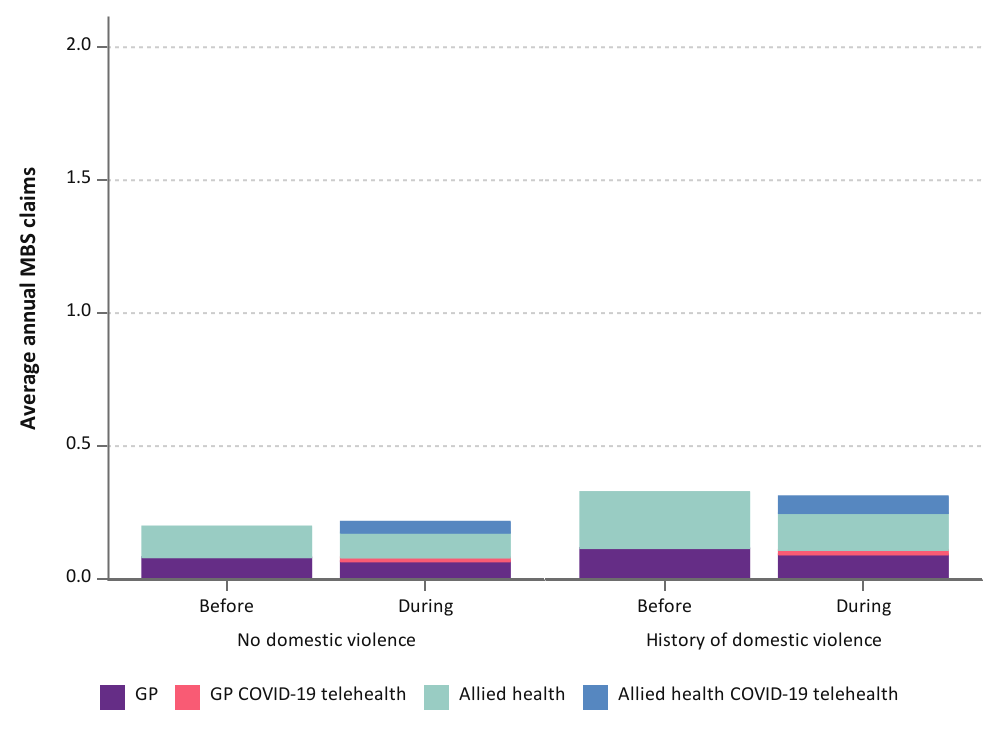 Average annual MBS claims
2.0
1.5
1.0
0.5
0.0
Before During Before During
No domestic violence History of domestic violence
GP GP COVID-19 telehealth Allied health Allied health COVID-19 telehealth